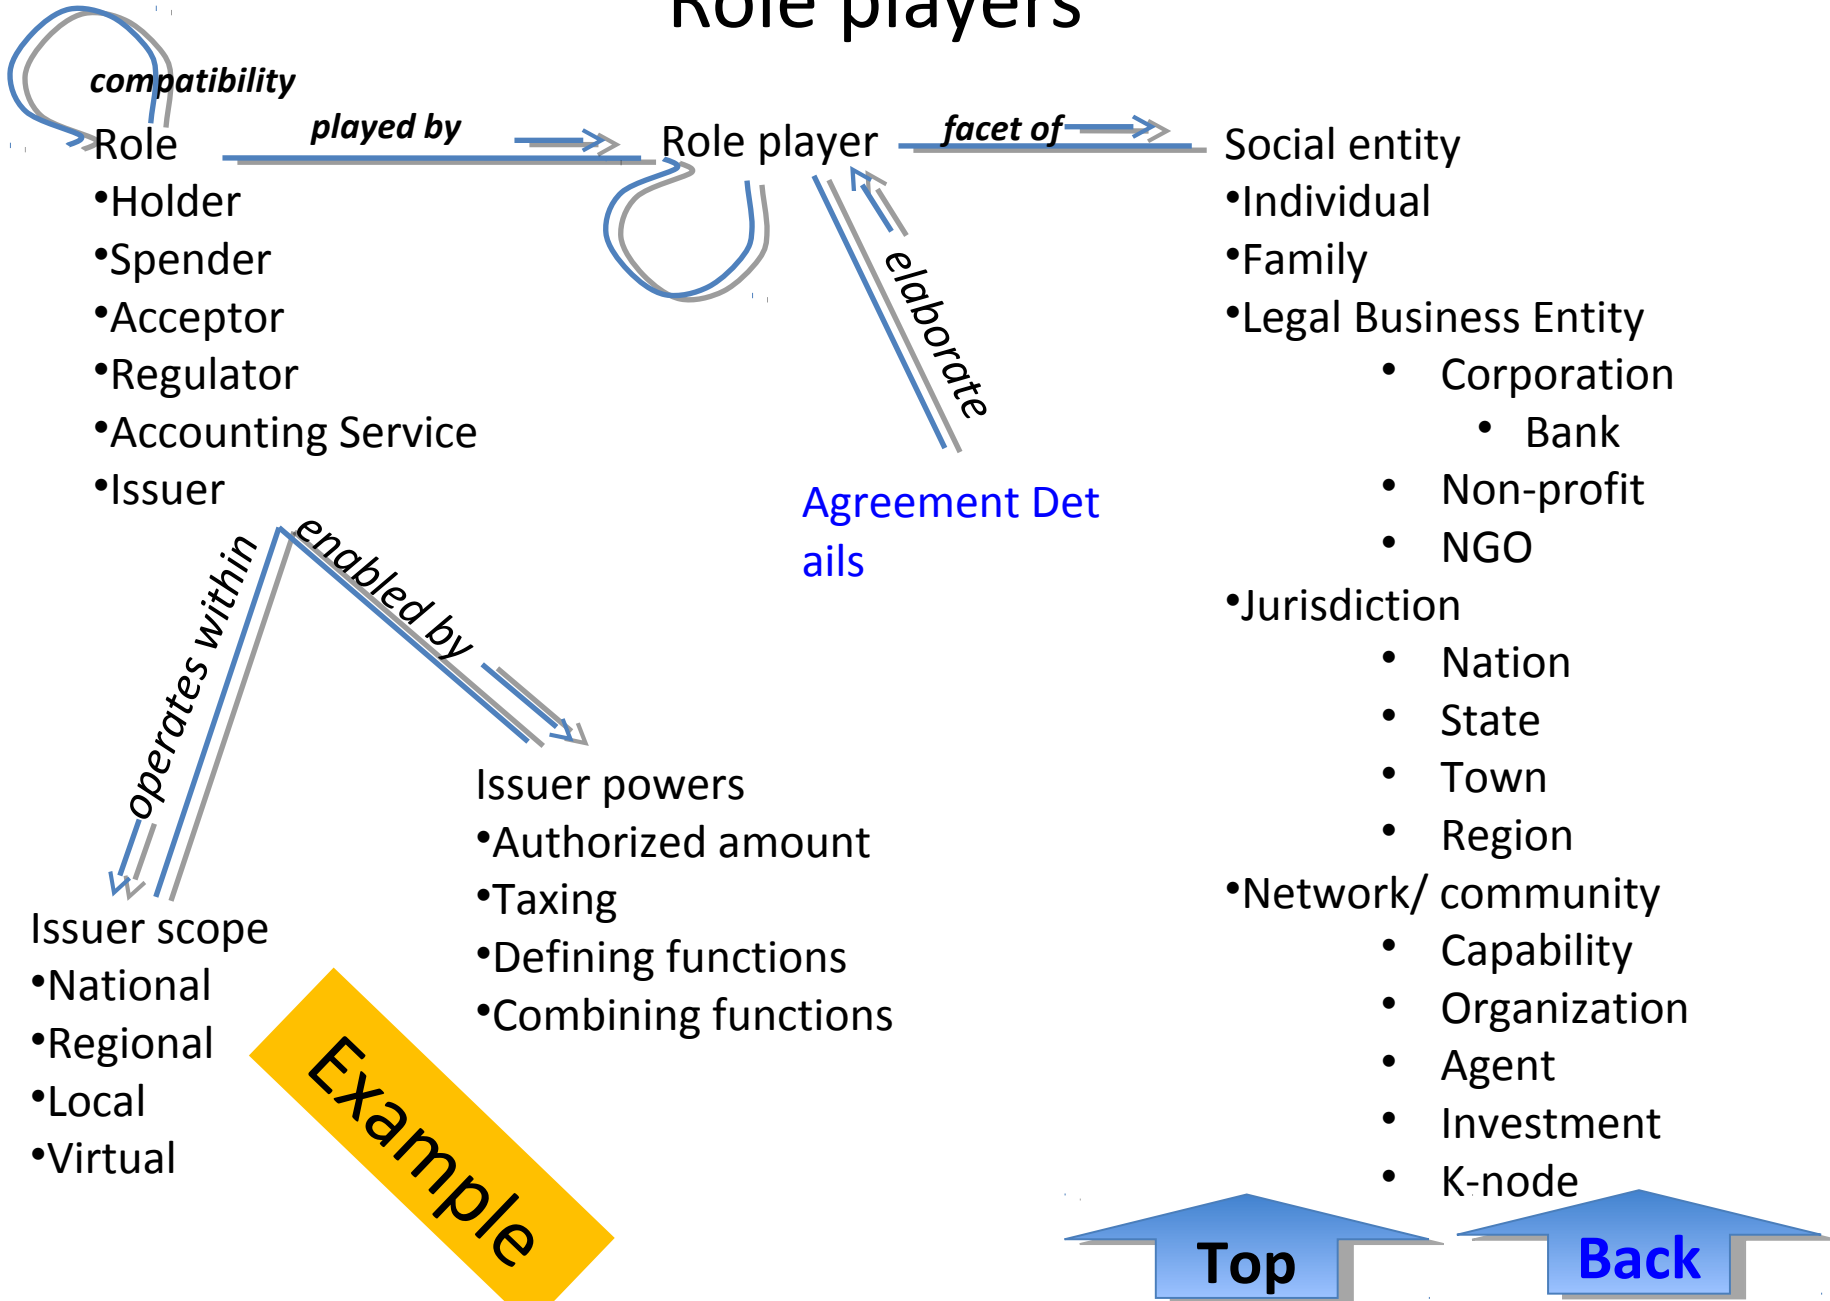 Role players
compatibility
Role
played by
Role player
facet of
Social entity
•Holder
•Spender
•Acceptor
•Regulator
•Accounting Service
•Issuer
elaborate
Agreement Det
ails
•Individual
•Family
•Legal Business Entity
• Corporation
• Bank
• Non-profit
• NGO
•Jurisdiction
• Nation
• State
• Town
• Region
•Network/ community
• Capability
• Organization
• Agent
• Investment
• K-node
operates within
enabled by
Issuer scope
•National
•Regional
•Local
•Virtual
Issuer powers
•Authorized amount
•Taxing
•Defining functions
•Combining functions
Example
Top
Back